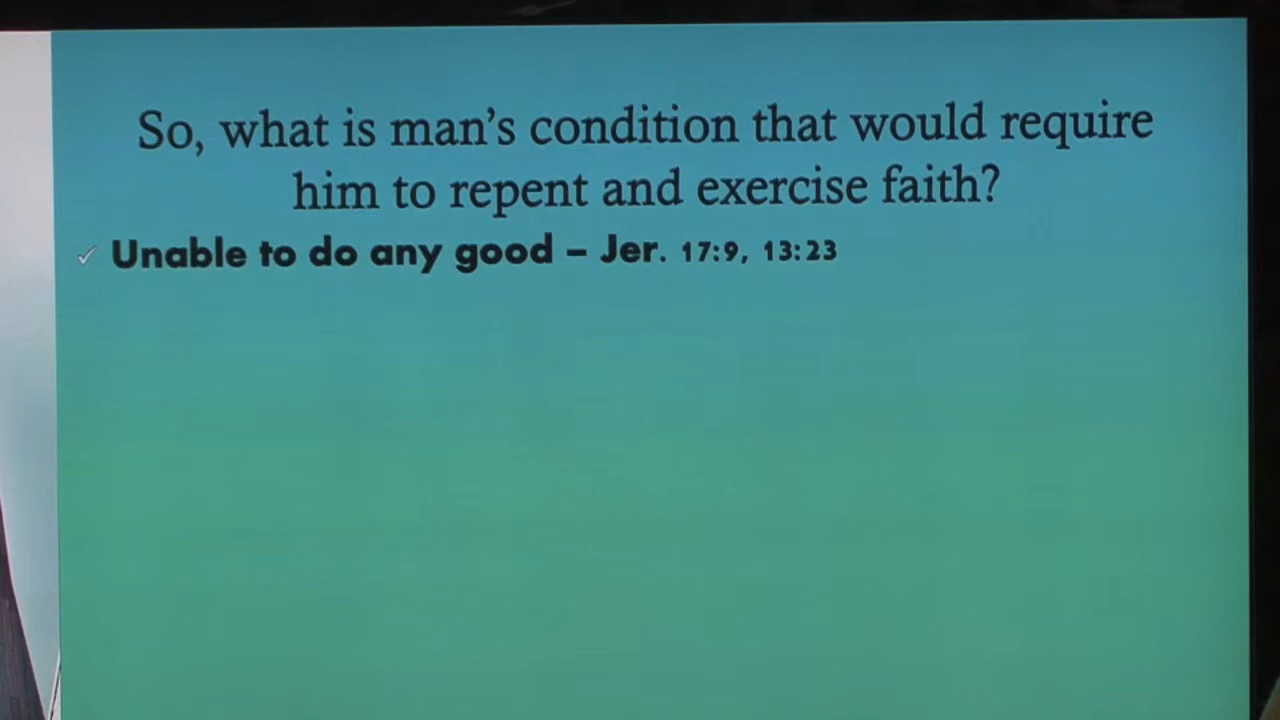 So, what is man's condition that would require
him to repent and exercise faith?
✓ Unable to do any good – Jer. 17:9, 13:23